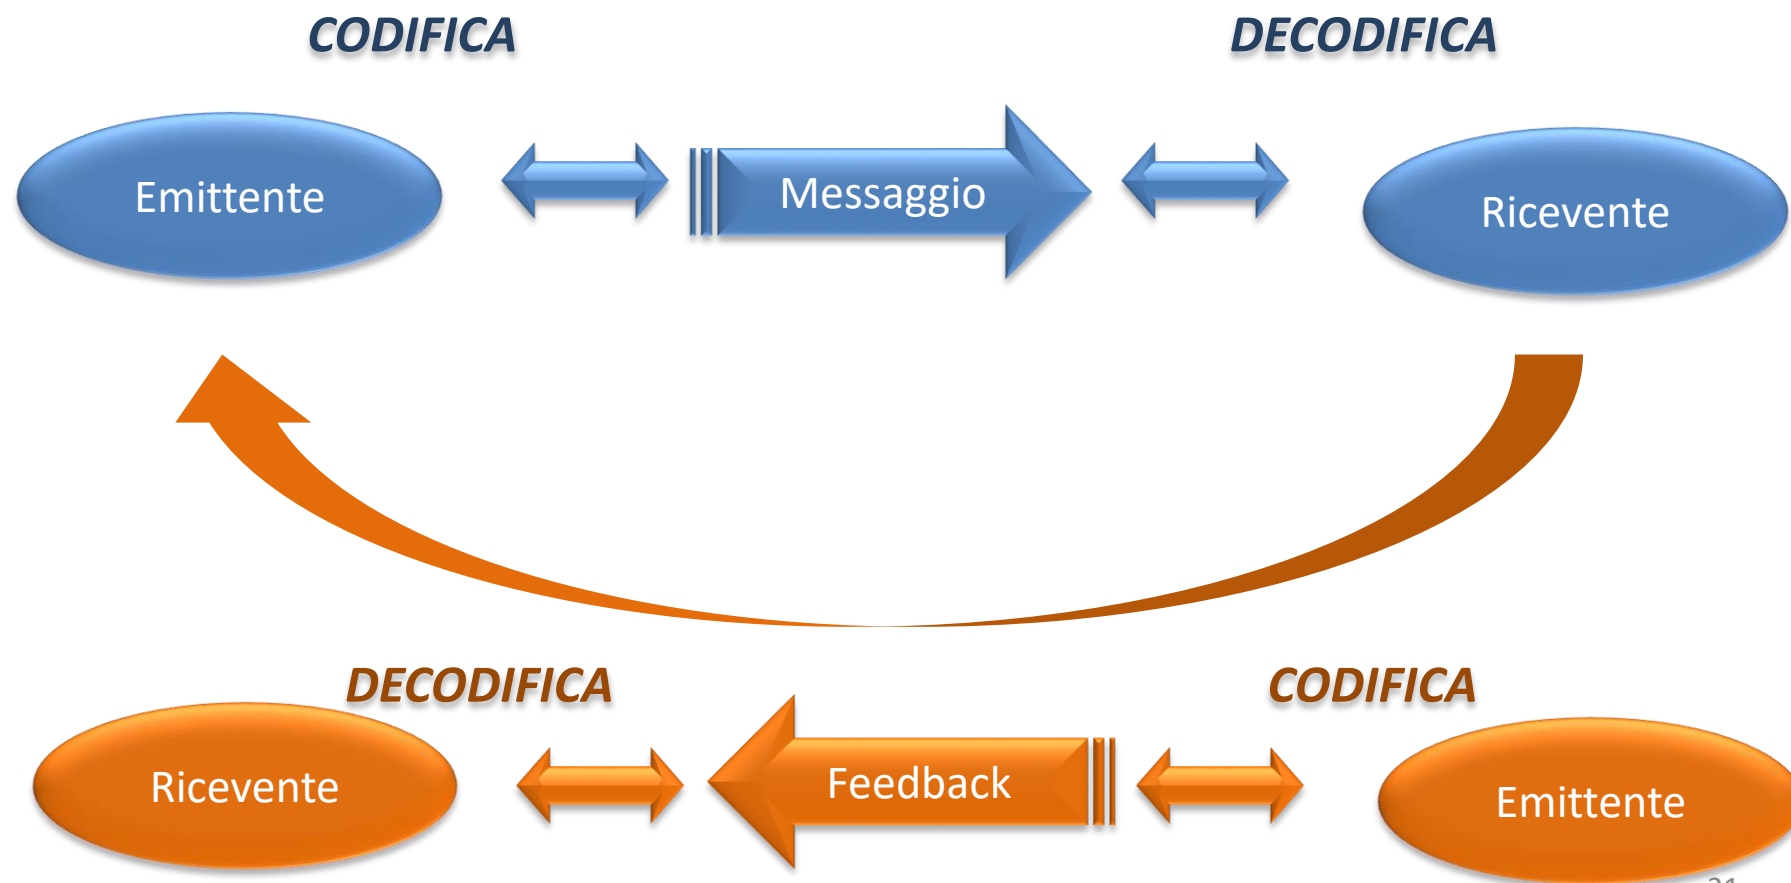 CODIFICA
DECODIFICA
Emittente
Messaggio
Ricevente
DECODIFICA
CODIFICA
Ricevente
Feedback
Emittente